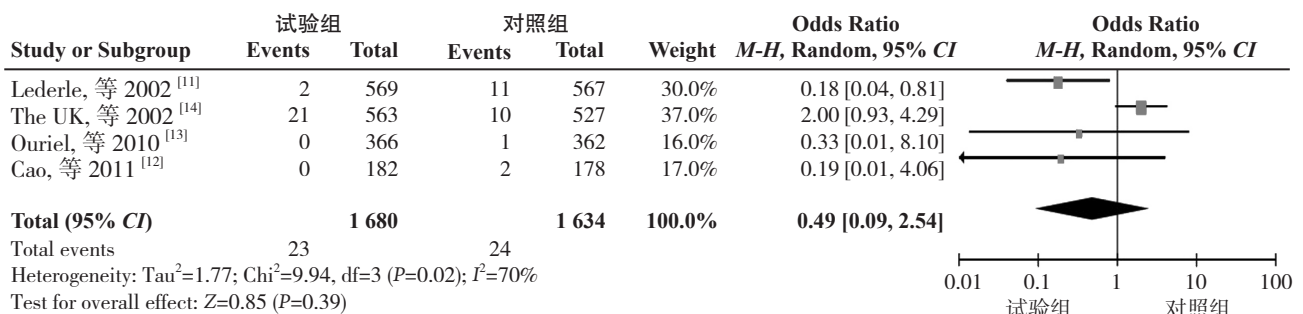 试验组 对照组 Odds Ratio Odds Ratio
Study or Subgroup Events Total Events Total Weight M-H, Random, 95% CI M-H, Random, 95% CI
Lederle, 等 2002 [11] 2 569 11 567 30.0% 0.18 [0.04, 0.81]
The UK, 等 2002 [14] 21 563 10 527 37.0% 2.00 [0.93, 4.29]
Ouriel, 等 2010 [13] 0 366 1 362 16.0% 0.33 [0.01, 8.10]
Cao, 等 2011 [12] 0 182 2 178 17.0% 0.19 [0.01, 4.06]
Total (95% CI) 1 680 1 634 100.0% 0.49 [0.09, 2.54]
Total events 23 24
Heterogeneity: Tau²=1.77; Chi²=9.94, df=3 (P=0.02); I²=70%
Test for overall effect: Z=0.85 (P=0.39)
0.01 0.1 1 10 100
试验组 对照组